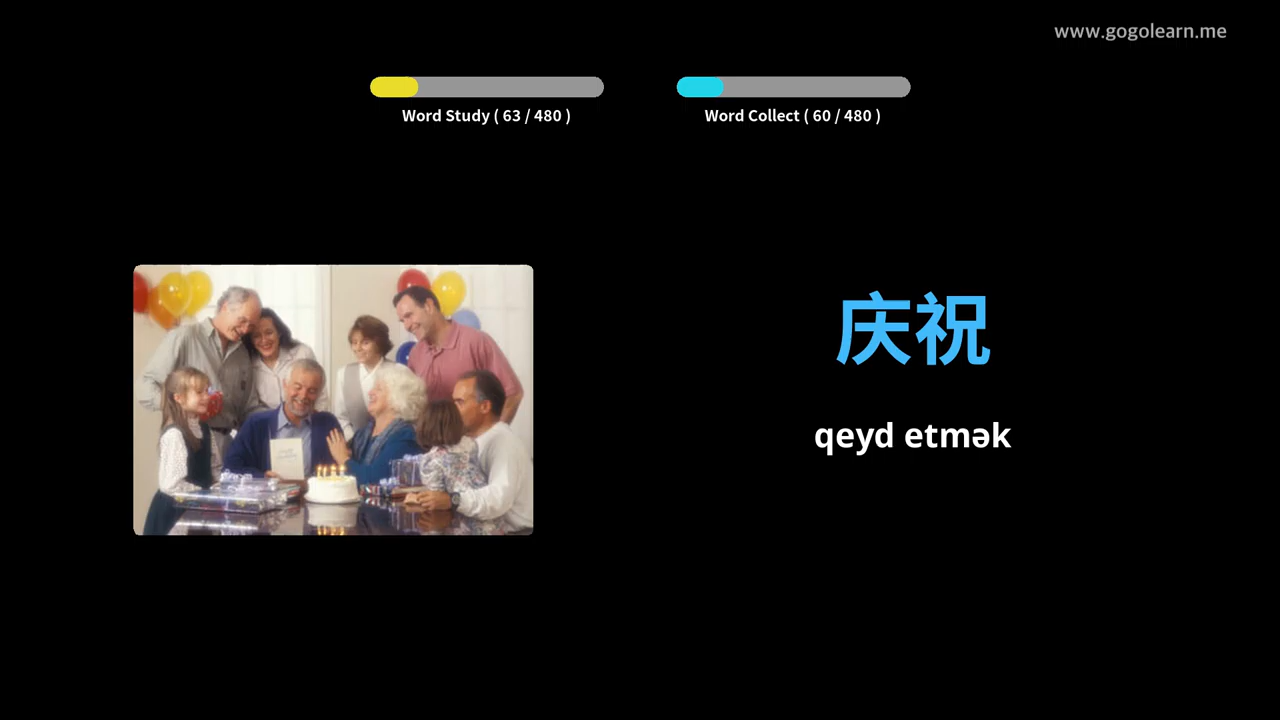 www.gogolearn.me
Word Study ( 63 / 480 )
Word Collect ( 60 / 480 )
庆祝
qeyd etmək